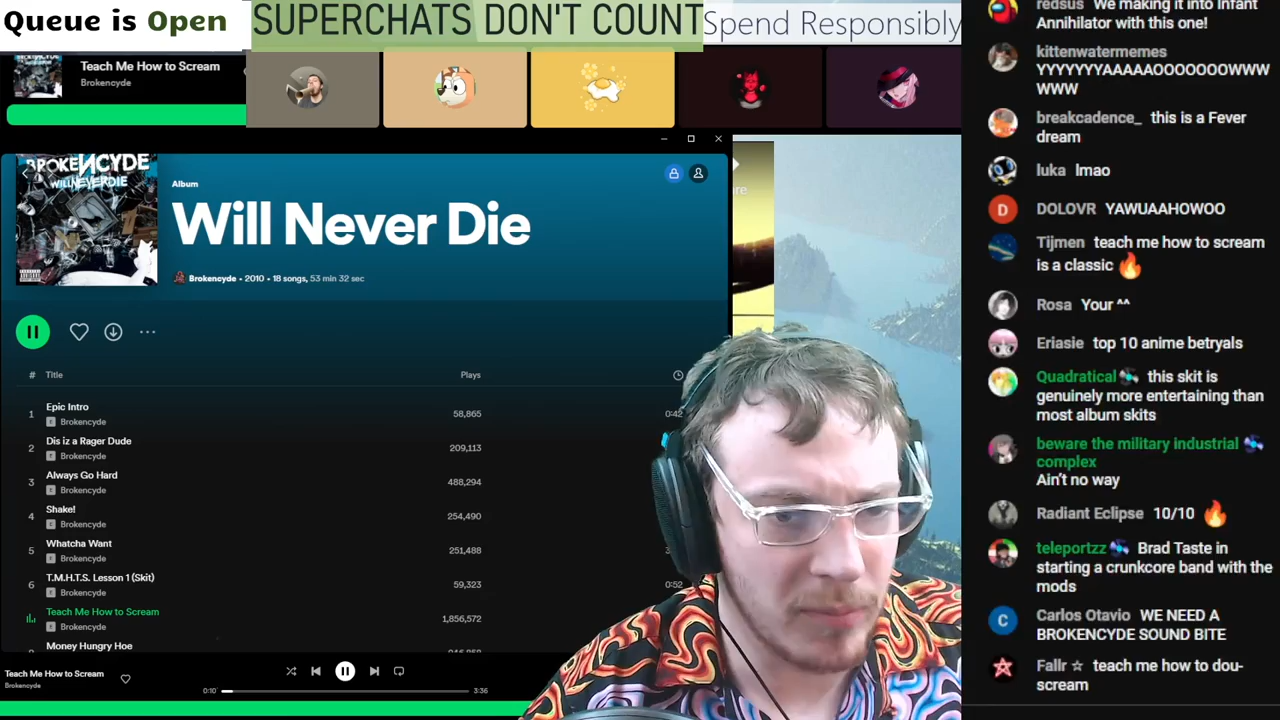 Queue is Open
SUPERCHATS DON'T COUNT
Spend Responsibly
Teach Me How to Scream
Brokencyde
BROKENCYDE
WILL NEVER DIE
Album
Will Never Die
Brokencyde • 2010 • 18 songs, 53 min 32 sec
# Title Plays
1 Epic Intro 58,865 0:42
Brokencyde
2 Dis iz a Rager Dude 209,113
Brokencyde
3 Always Go Hard 488,294
Brokencyde
4 Shake! 254,490
Brokencyde
5 Whatcha Want 251,488
Brokencyde
6 T.M.H.T.S. Lesson 1 (Skit) 59,323 0:52
Brokencyde
Teach Me How to Scream 1,856,572
Brokencyde
Money Hungry Hoe
Teach Me How to Scream
Brokencyde
0:10 3:36
redsus We making it into Infant
Annihilator with this one!
kittenwatermemes
YYYYYYYAAAAAOOOOOOOWWW
WWW
breakcadence_ this is a Fever
dream
luka lmao
DOLOVR YAWUAAHOWOO
Tijmen teach me how to scream
is a classic
Rosa Your ^^
Eriasie top 10 anime betryals
Quadratical this skit is
genuinely more entertaining than
most album skits
beware the military industrial
complex
Ain't no way
Radiant Eclipse 10/10
teleportzz Brad Taste in
starting a crunkcore band with the
mods
Carlos Otavio WE NEED A
BROKENCYDE SOUND BITE
Fallr ☆ teach me how to dou-
scream